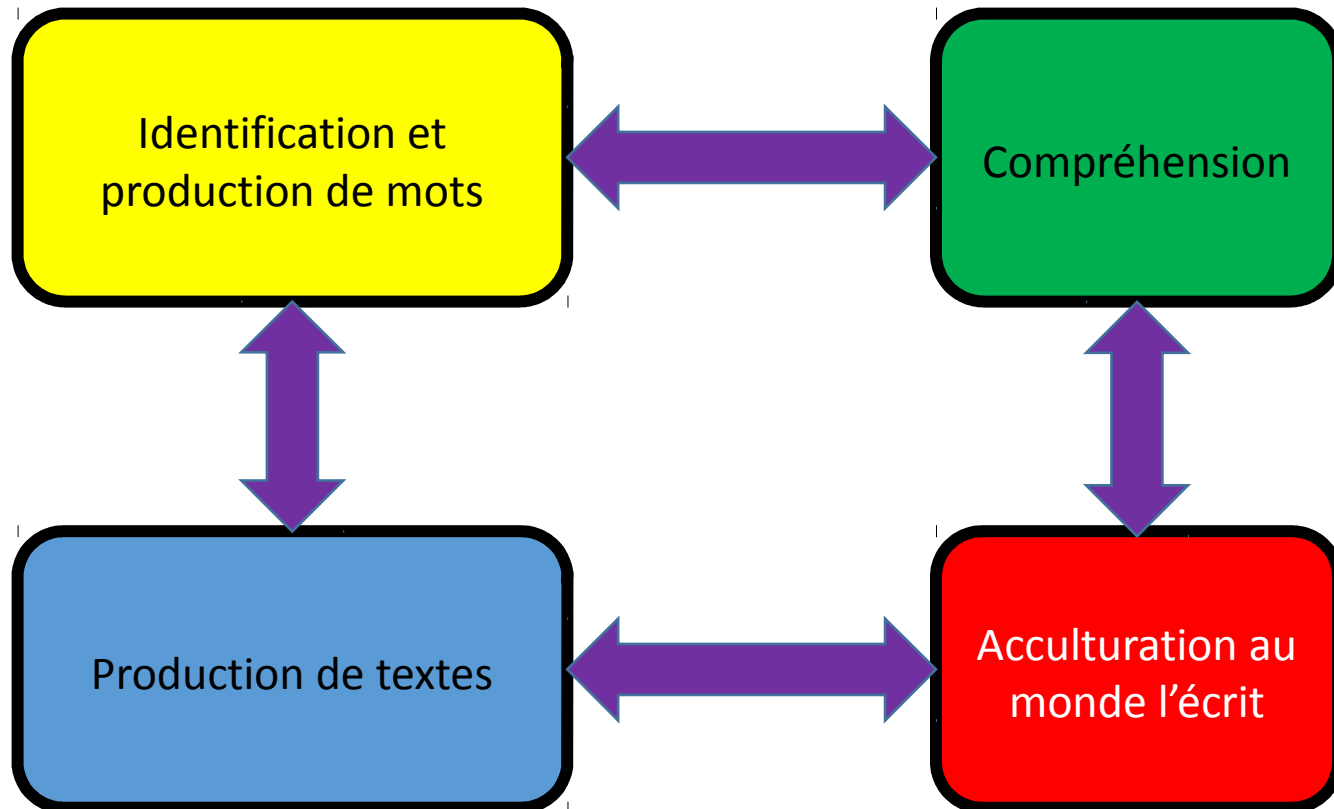 Identification et
production de mots
Compréhension
Production de textes
Acculturation au
monde l’écrit